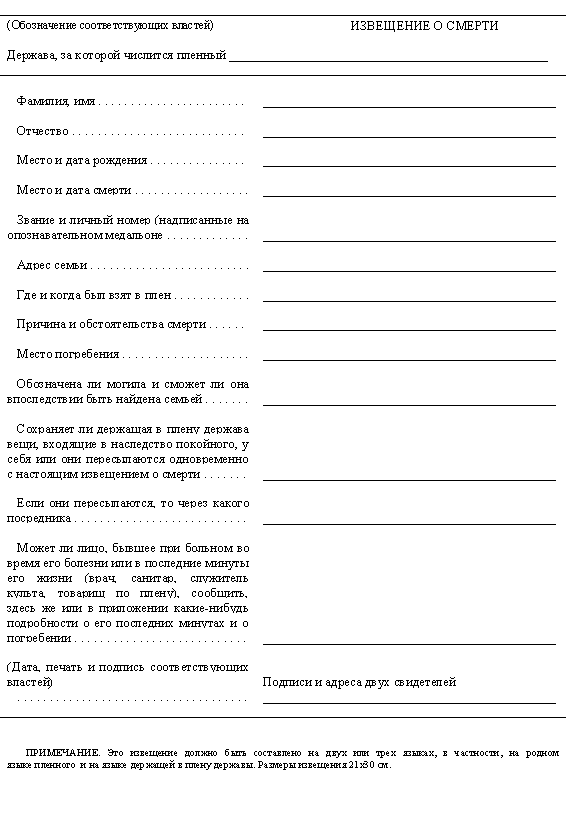 (Обозначение соответствующих властей) ИЗВЕЩЕНИЕ О СМЕРТИ
Держава, за которой числится пленный
Фамилия, имя . . . . . . . . . . . . . . . . . . . . . . .
Отчество . . . . . . . . . . . . . . . . . . . . . . . . . . .
Место и дата рождения . . . . . . . . . . . . . . .
Место и дата смерти . . . . . . . . . . . . . . . . . .
Звание и личный номер (надписанные на
опознавательном медальоне . . . . . . . . . . . . .
Адрес семьи . . . . . . . . . . . . . . . . . . . . . . . . .
Где и когда был взят в плен . . . . . . . . . . . .
Причина и обстоятельства смерти . . . . . .
Место погребения . . . . . . . . . . . . . . . . . . . .
Обозначена ли могила и сможет ли она
впоследствии быть найдена семьей . . . . . . .
Сохраняет ли держащая в плену держава
вещи, входящие в наследство покойного, у
себя или они пересылаются одновременно
с настоящим извещением о смерти . . . . . . .
Если они пересылаются, то через какого
посредника . . . . . . . . . . . . . . . . . . . . . . . . . . .
Может ли лицо, бывшее при больном во
время его болезни или в последние минуты
его жизни (врач, санитар, служитель
культа, товарищ по плену), сообщить,
здесь же или в приложении какие-нибудь
подробности о его последних минутах и о
погребении . . . . . . . . . . . . . . . . . . . . . . . . . . .
(Дата, печать и подпись соответствующих
властей) Подписи и адреса двух свидетелей
. . . . . . . . . . . . . . . . . . . . . . . . . . . . . . . . . . . .
ПРИМЕЧАНИЕ. Это извещение должно быть составлено на двух или трех языках, в частности, на родном
языке пленного и на языке держащей в плену державы. Размеры извещения 21х30 см.